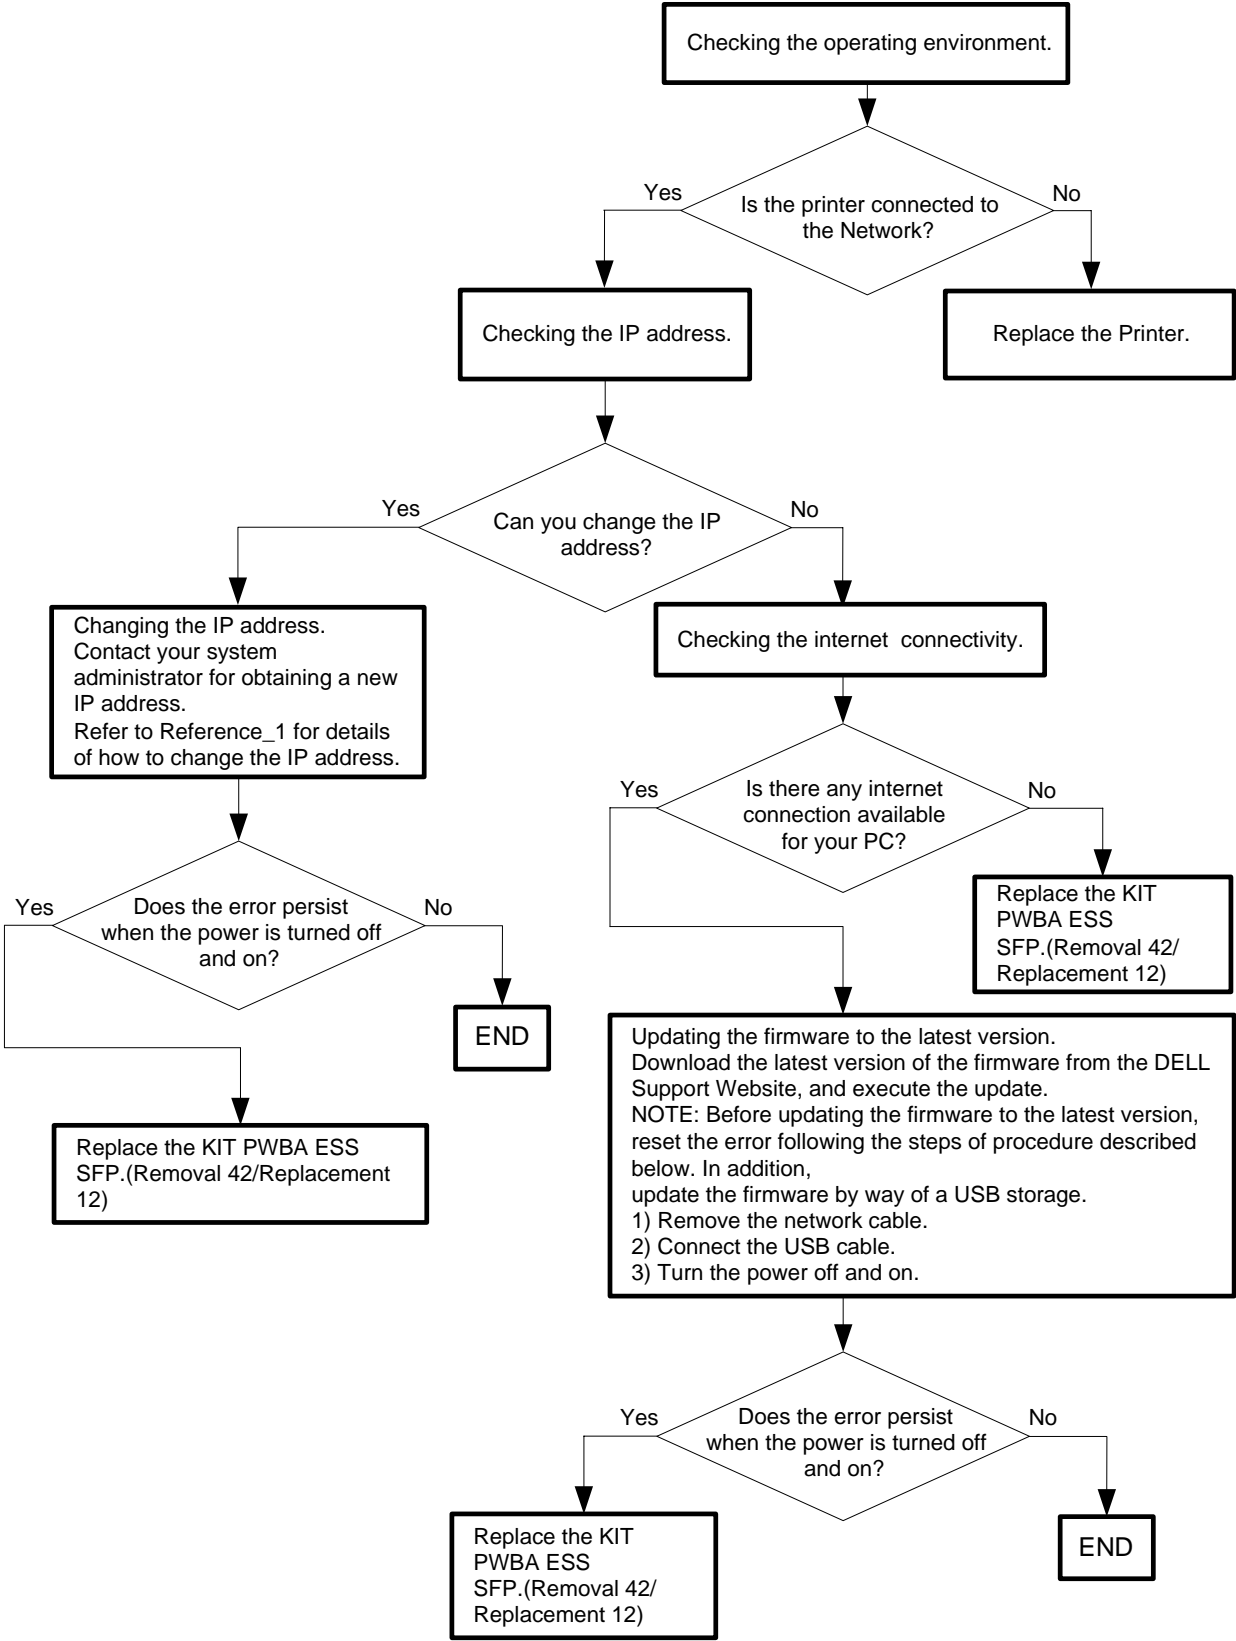 Checking the operating environment.
Yes
No
Is the printer connected to
the Network?
Checking the IP address.
Replace the Printer.
Yes
No
Can you change the IP
address?
Changing the IP address.
Contact your system
administrator for obtaining a new
IP address.
Refer to Reference_1 for details
of how to change the IP address.
Checking the internet  connectivity.
Yes
No
Is there any internet
connection available
for your PC?
Yes
No
Does the error persist
when the power is turned off
and on?
Replace the KIT
PWBA ESS
SFP.(Removal 42/
Replacement 12)
END
Updating the firmware to the latest version.
Download the latest version of the firmware from the DELL
Support Website, and execute the update.
NOTE: Before updating the firmware to the latest version,
reset the error following the steps of procedure described
below. In addition,
update the firmware by way of a USB storage.
1) Remove the network cable.
2) Connect the USB cable.
3) Turn the power off and on.
Replace the KIT PWBA ESS
SFP.(Removal 42/Replacement
12)
Yes
No
Does the error persist
when the power is turned off
and on?
Replace the KIT
PWBA ESS
SFP.(Removal 42/
Replacement 12)
END